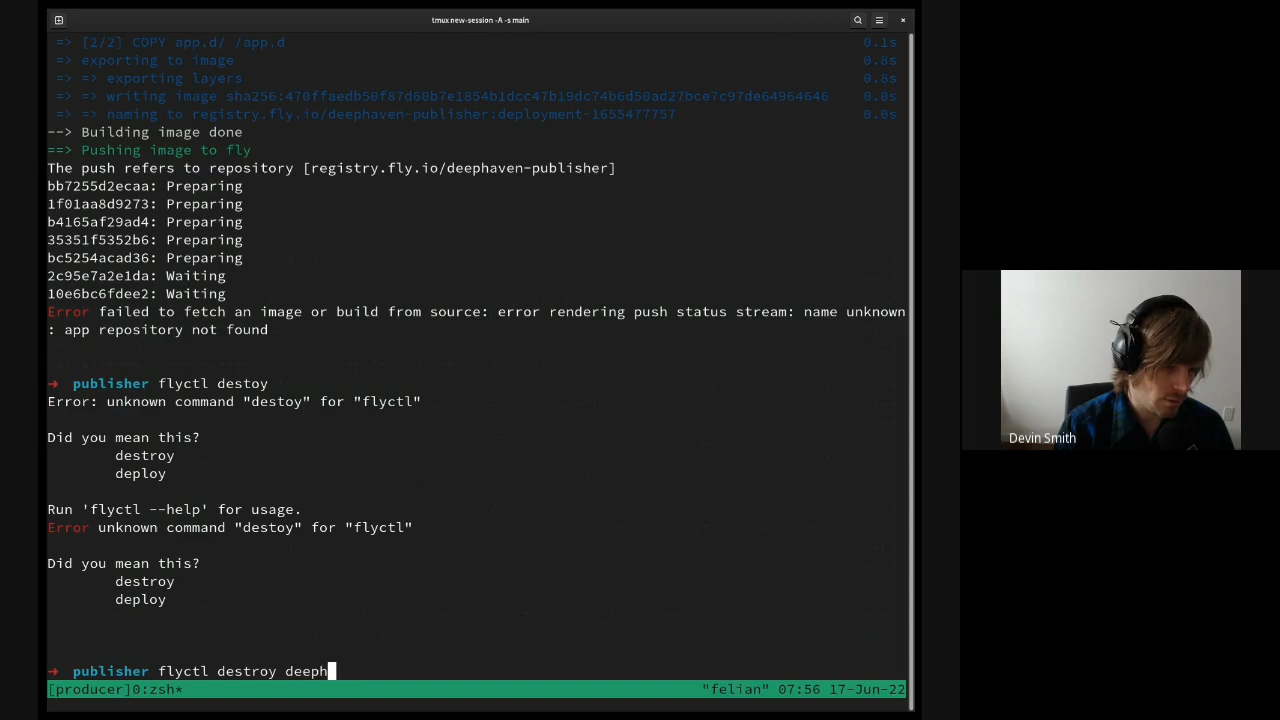 tmux new-session -A -s main
=> [2/2] COPY app.d/ /app.d 0.1s
=> exporting to image 0.8s
=> => exporting layers 0.8s
=> => writing image sha256:470ffaedb50f87d60b7e1854b1dcc47b19dc74b6d50ad27bce7c97de64964646 0.0s
=> => naming to registry.fly.io/deephaven-publisher:deployment-1655477757 0.0s
--> Building image done
==> Pushing image to fly
The push refers to repository [registry.fly.io/deephaven-publisher]
bb7255d2ecaa: Preparing
1f01aa8d9273: Preparing
b4165af29ad4: Preparing
35351f5352b6: Preparing
bc5254acad36: Preparing
2c95e7a2e1da: Waiting
10e6bc6fdee2: Waiting
Error failed to fetch an image or build from source: error rendering push status stream: name unknown
: app repository not found
➜ publisher flyctl destoy
Error: unknown command "destoy" for "flyctl"
Did you mean this?
destroy
deploy
Run 'flyctl --help' for usage.
Error unknown command "destoy" for "flyctl"
Did you mean this?
destroy
deploy
➜ publisher flyctl destroy deeph
[producer]0:zsh* "felian" 07:56 17-Jun-22
Devin Smith